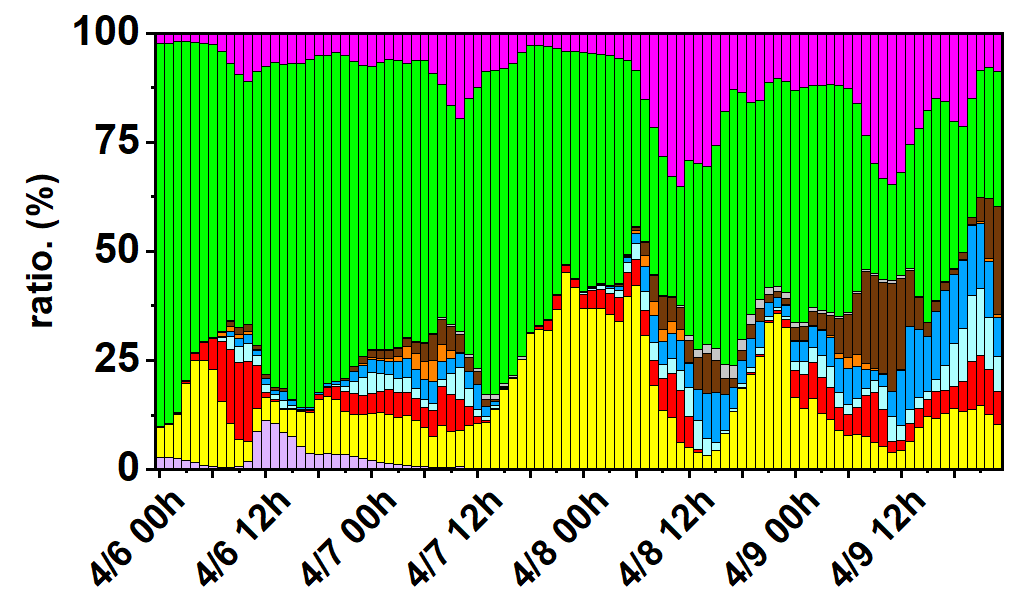 100
75
50
25
0
ratio. (%)
4/6 00h
4/6 12h
4/7 00h
4/7 12h
4/8 00h
4/8 12h
4/9 00h
4/9 12h